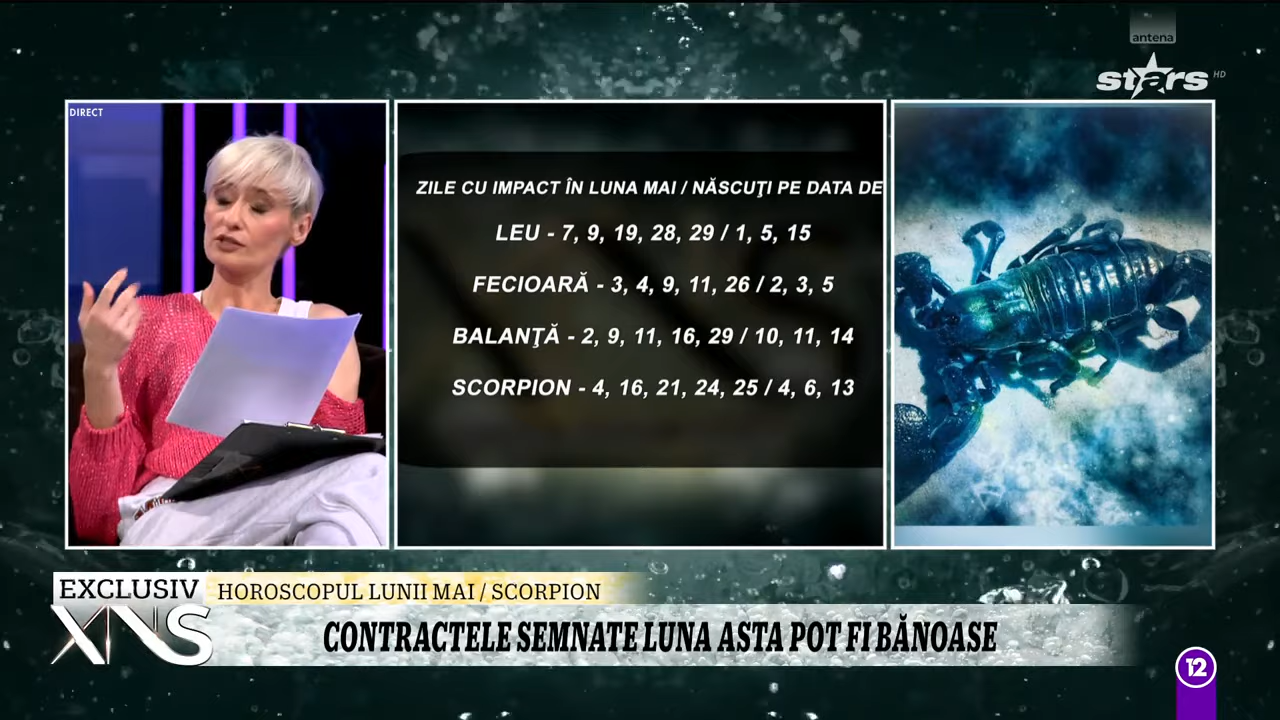 antena
stars HD
DIRECT
ZILE CU IMPACT ÎN LUNA MAI / NĂSCUŢI PE DATA DE
LEU - 7, 9, 19, 28, 29 / 1, 5, 15
FECIOARĂ - 3, 4, 9, 11, 26 / 2, 3, 5
BALANŢĂ - 2, 9, 11, 16, 29 / 10, 11, 14
SCORPION - 4, 16, 21, 24, 25 / 4, 6, 13
EXCLUSIV
HOROSCOPUL LUNII MAI / SCORPION
XNS
CONTRACTELE SEMNATE LUNA ASTA POT FI BĂNOASE
12